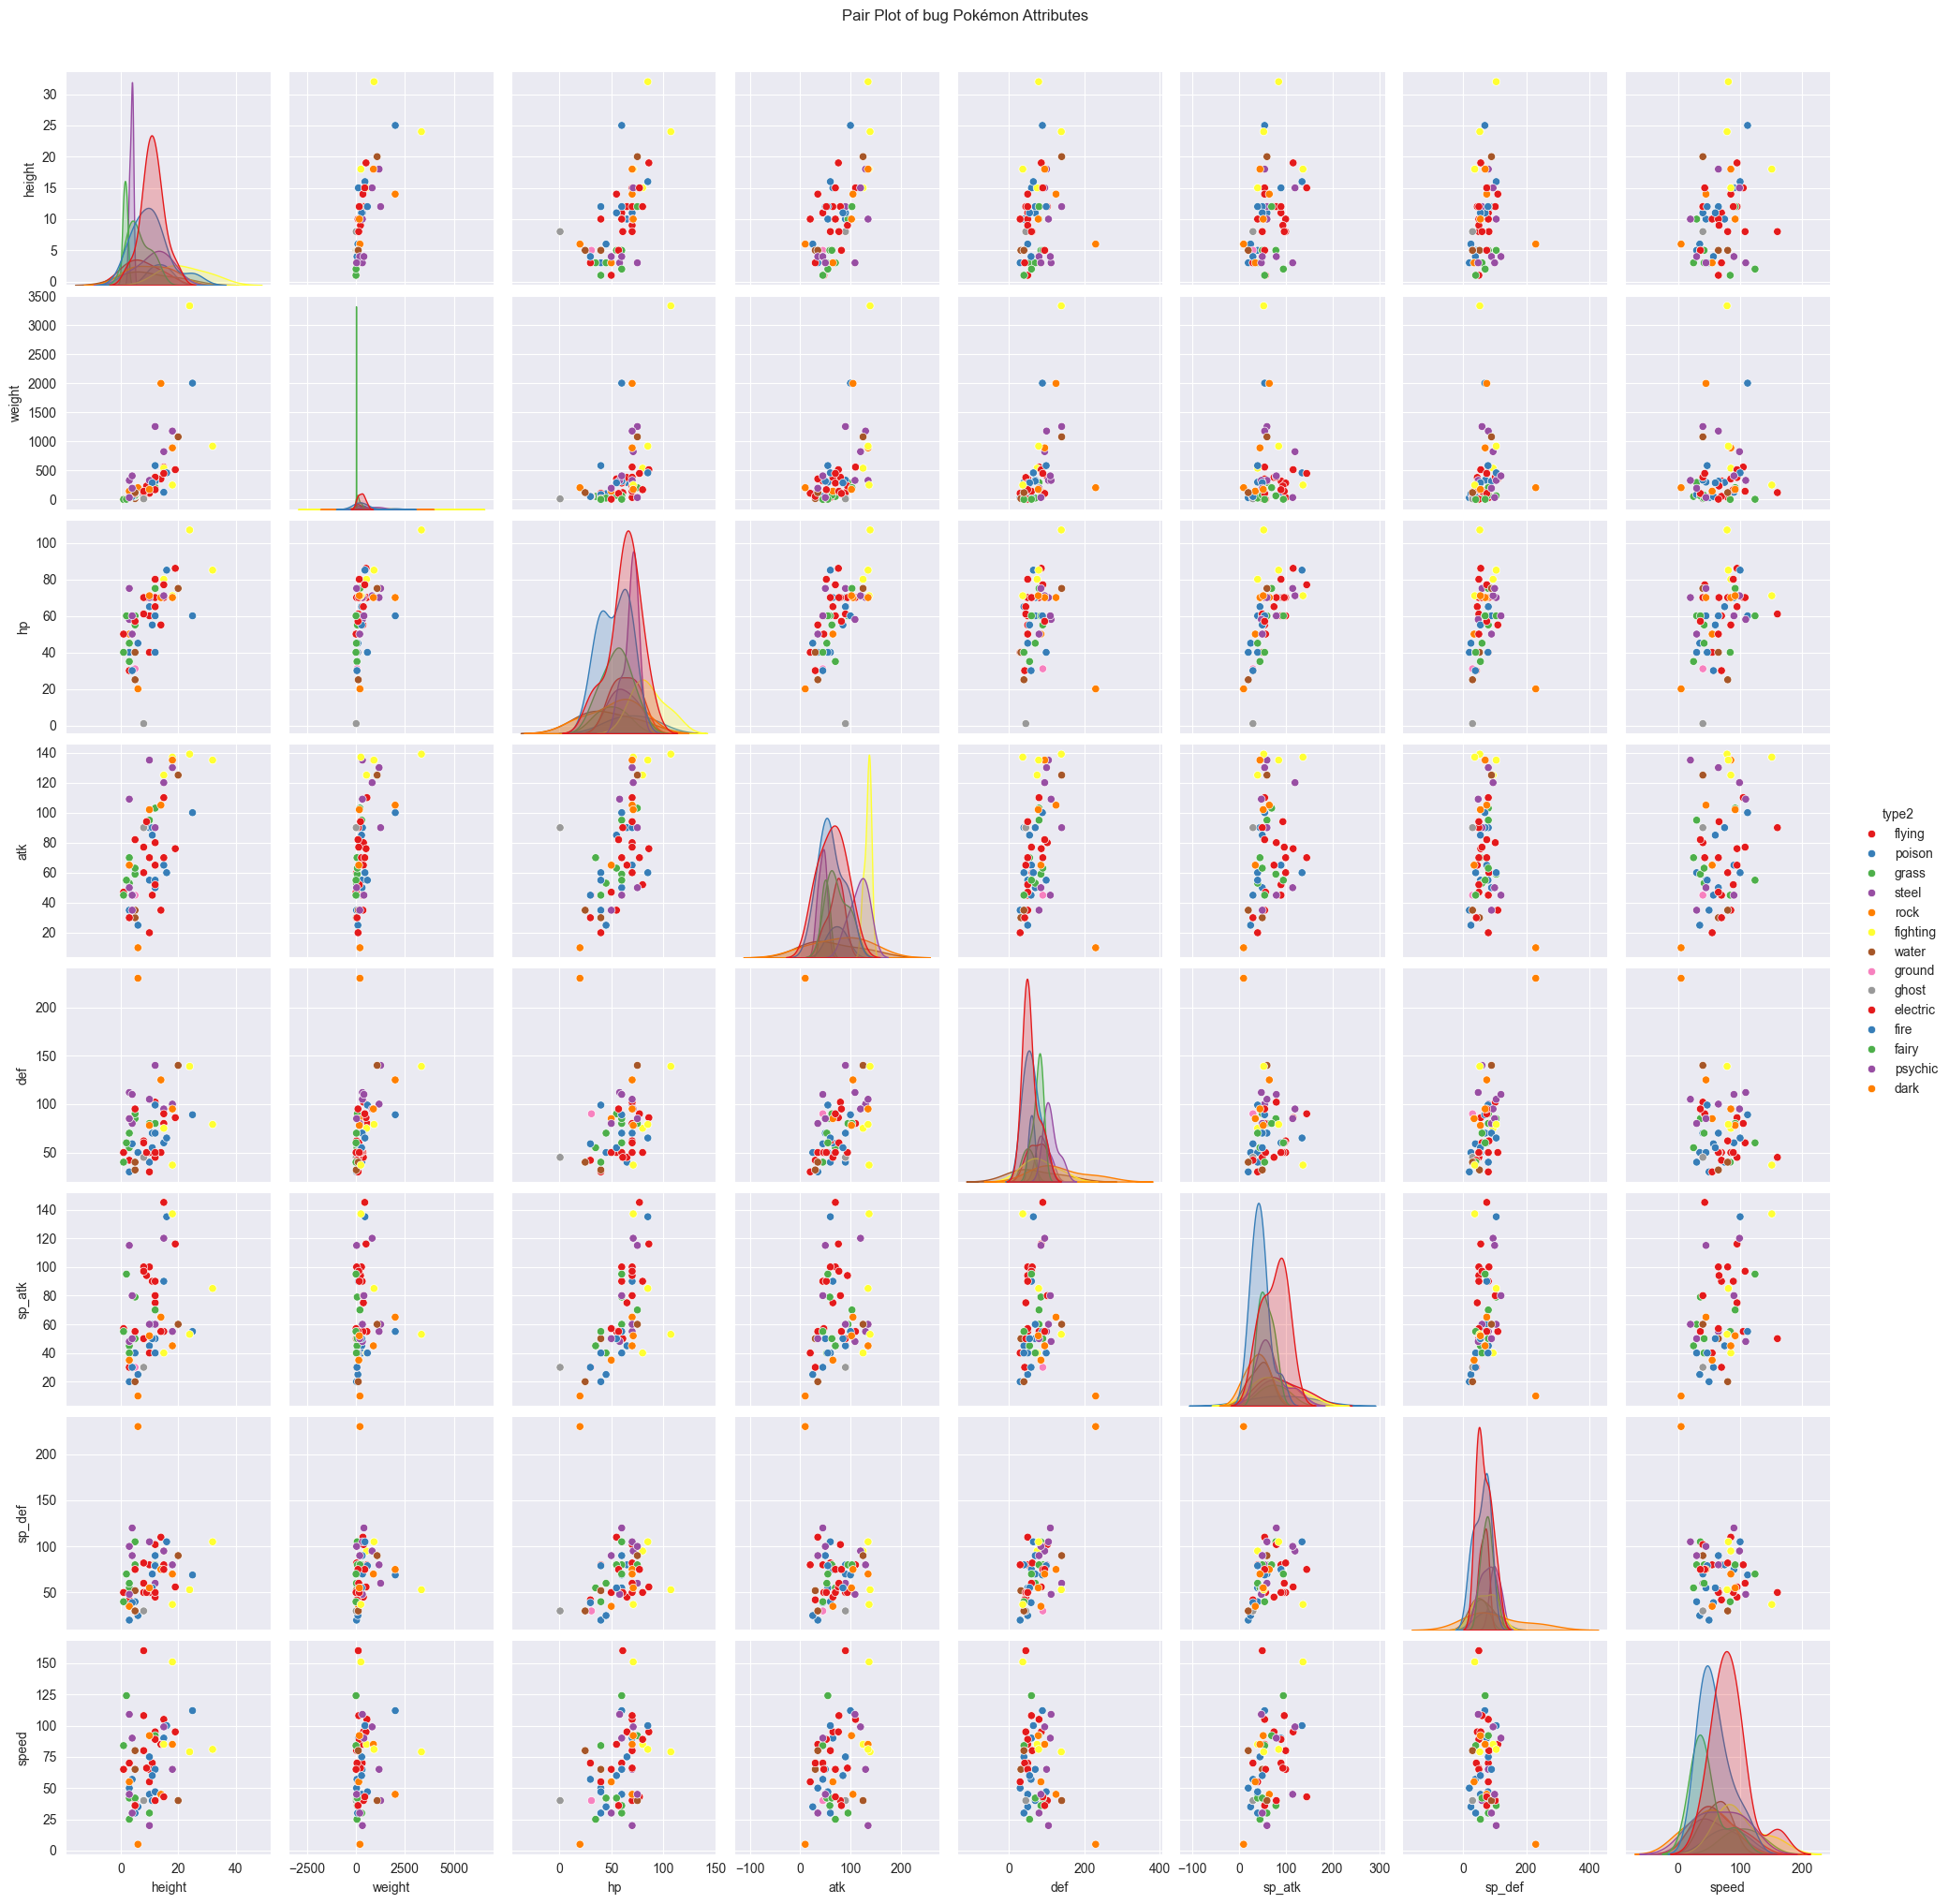 Pair Plot of bug Pokémon Attributes
height
30
25
20
15
10
5
0
weight
3500
3000
2500
2000
1500
1000
500
0
hp
100
80
60
40
20
0
atk
140
120
100
80
60
40
20
def
200
150
100
50
sp_atk
140
120
100
80
60
40
20
sp_def
200
150
100
50
speed
150
125
100
75
50
25
0
0 20 40
height
−2500 0 2500 5000
weight
0 50 100 150
hp
−100 0 100 200
atk
0 200 400
def
−100 0 100 200 300
sp_atk
0 200 400
sp_def
0 100 200
speed
type2
flying
poison
grass
steel
rock
fighting
water
ground
ghost
electric
fire
fairy
psychic
dark